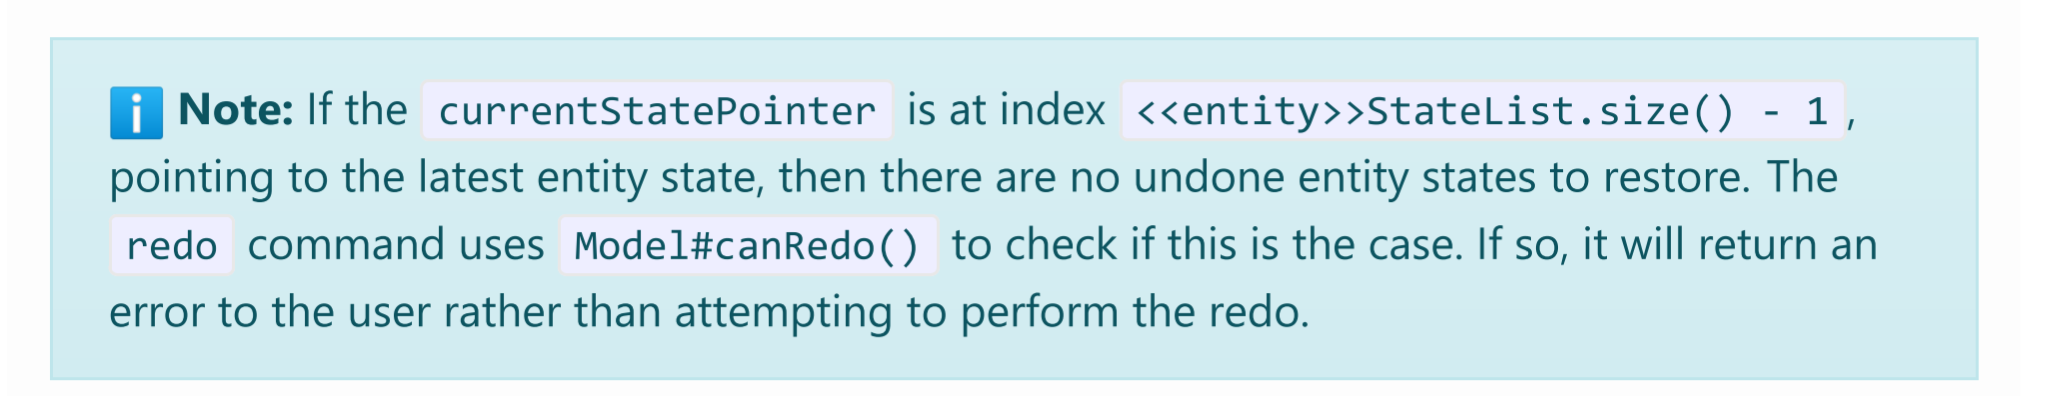 ℹ️ Note: If the currentStatePointer is at index <<entity>>StateList.size() - 1,
pointing to the latest entity state, then there are no undone entity states to restore. The
redo command uses Model#canRedo() to check if this is the case. If so, it will return an
error to the user rather than attempting to perform the redo.